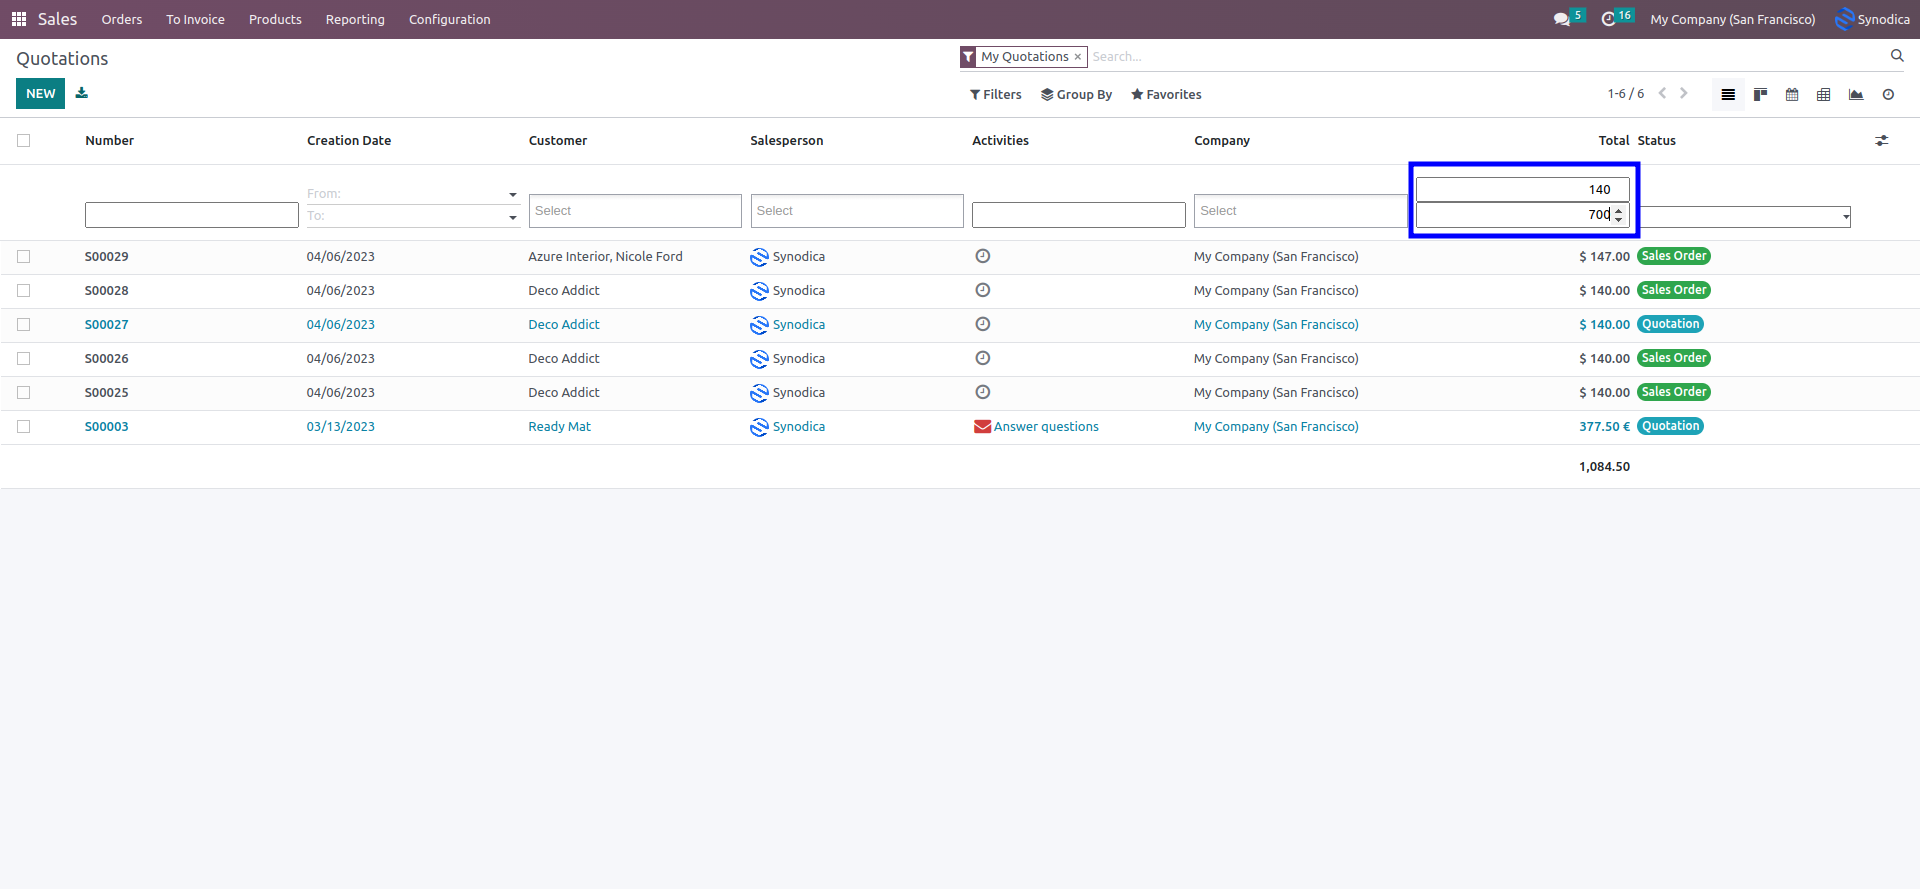 Sales Orders To Invoice Products Reporting Configuration 5 16 My Company (San Francisco) Synodica
Quotations My Quotations × Search...
NEW Filters Group By Favorites 1-6 / 6
Number Creation Date Customer Salesperson Activities Company Total Status
From: 140
To: Select Select Select 700
S00029 04/06/2023 Azure Interior, Nicole Ford Synodica My Company (San Francisco) $ 147.00 Sales Order
S00028 04/06/2023 Deco Addict Synodica My Company (San Francisco) $ 140.00 Sales Order
S00027 04/06/2023 Deco Addict Synodica My Company (San Francisco) $ 140.00 Quotation
S00026 04/06/2023 Deco Addict Synodica My Company (San Francisco) $ 140.00 Sales Order
S00025 04/06/2023 Deco Addict Synodica My Company (San Francisco) $ 140.00 Sales Order
S00003 03/13/2023 Ready Mat Synodica Answer questions My Company (San Francisco) 377.50 € Quotation
1,084.50